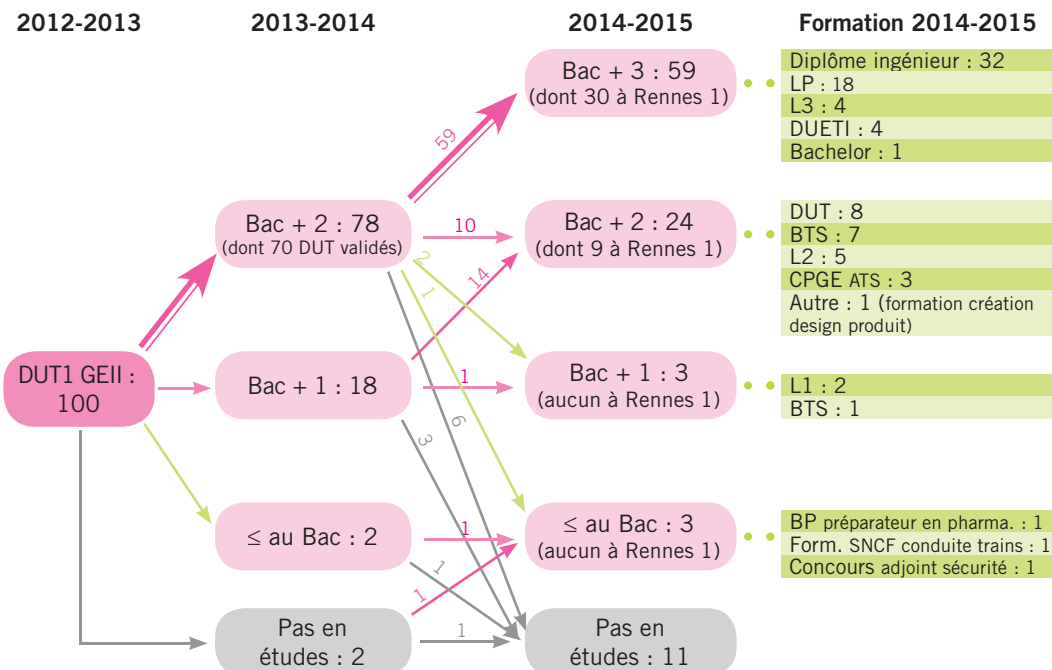 2012-2013
2013-2014
2014-2015
Formation 2014-2015
DUT1 GEII :
100
Bac + 2 : 78
(dont 70 DUT validés)
Bac + 1 : 18
≤ au Bac : 2
Pas en
études : 2
59
10
2
1
14
1
6
3
1
1
1
1
Bac + 3 : 59
(dont 30 à Rennes 1)
Bac + 2 : 24
(dont 9 à Rennes 1)
Bac + 1 : 3
(aucun à Rennes 1)
≤ au Bac : 3
(aucun à Rennes 1)
Pas en
études : 11
Diplôme ingénieur : 32
LP : 18
L3 : 4
DUETI : 4
Bachelor : 1
DUT : 8
BTS : 7
L2 : 5
CPGE ATS : 3
Autre : 1 (formation création
design produit)
L1 : 2
BTS : 1
BP préparateur en pharma. : 1
Form. SNCF conduite trains : 1
Concours adjoint sécurité : 1